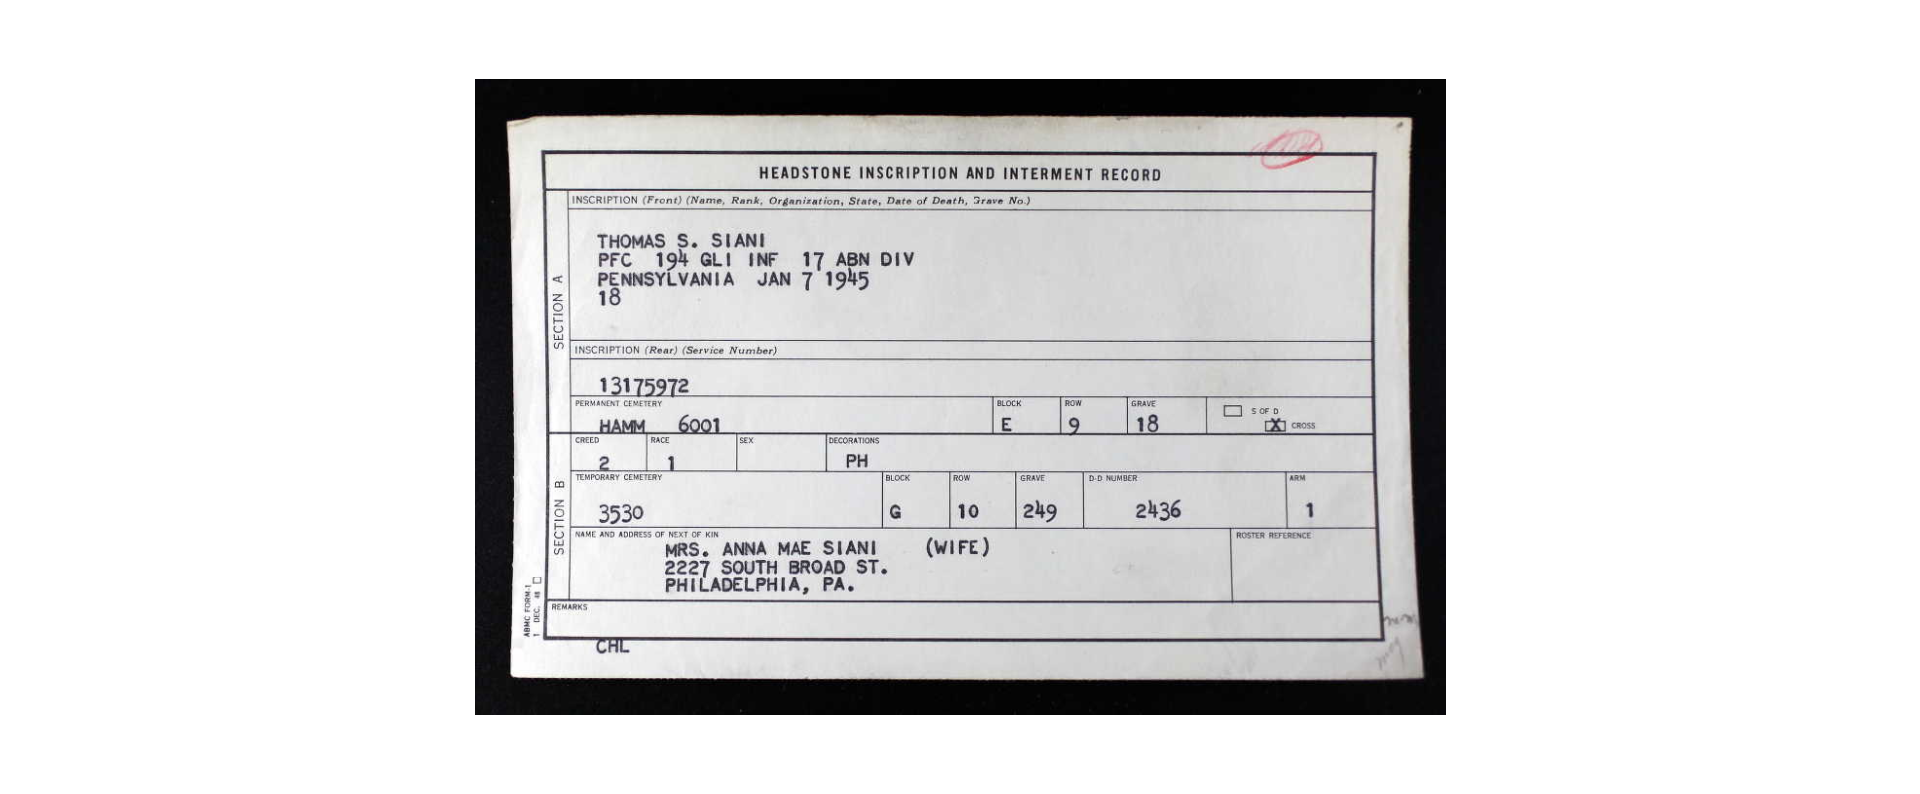 HEADSTONE INSCRIPTION AND INTERMENT RECORD
SECTION A
INSCRIPTION (Front) (Name, Rank, Organization, State, Date of Death, Grave No.)
THOMAS S. SIANI
PFC 194 GLI INF 17 ABN DIV
PENNSYLVANIA JAN 7 1945
18
INSCRIPTION (Rear) (Service Number)
13175972
PERMANENT CEMETERY BLOCK ROW GRAVE
HAMM 6001 E 9 18
S OF D
X CROSS
SECTION B
CREED RACE SEX DECORATIONS
2 1 PH
TEMPORARY CEMETERY BLOCK ROW GRAVE D-D NUMBER ARM
3530 G 10 249 2436 1
NAME AND ADDRESS OF NEXT OF KIN ROSTER REFERENCE
MRS. ANNA MAE SIANI (WIFE)
2227 SOUTH BROAD ST.
PHILADELPHIA, PA.
ABMC FORM-1
1 DEC. 48
REMARKS
CHL